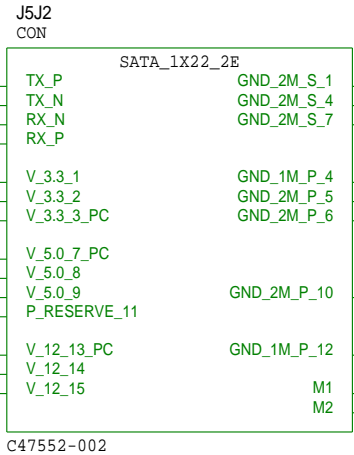 J5J2
CON
SATA_1X22_2E
TX_P GND_2M_S_1
TX_N GND_2M_S_4
RX_N GND_2M_S_7
RX_P
V_3.3_1 GND_1M_P_4
V_3.3_2 GND_2M_P_5
V_3.3_3_PC GND_2M_P_6
V_5.0_7_PC
V_5.0_8
V_5.0_9 GND_2M_P_10
P_RESERVE_11
V_12_13_PC GND_1M_P_12
V_12_14
V_12_15 M1
M2
C47552-002